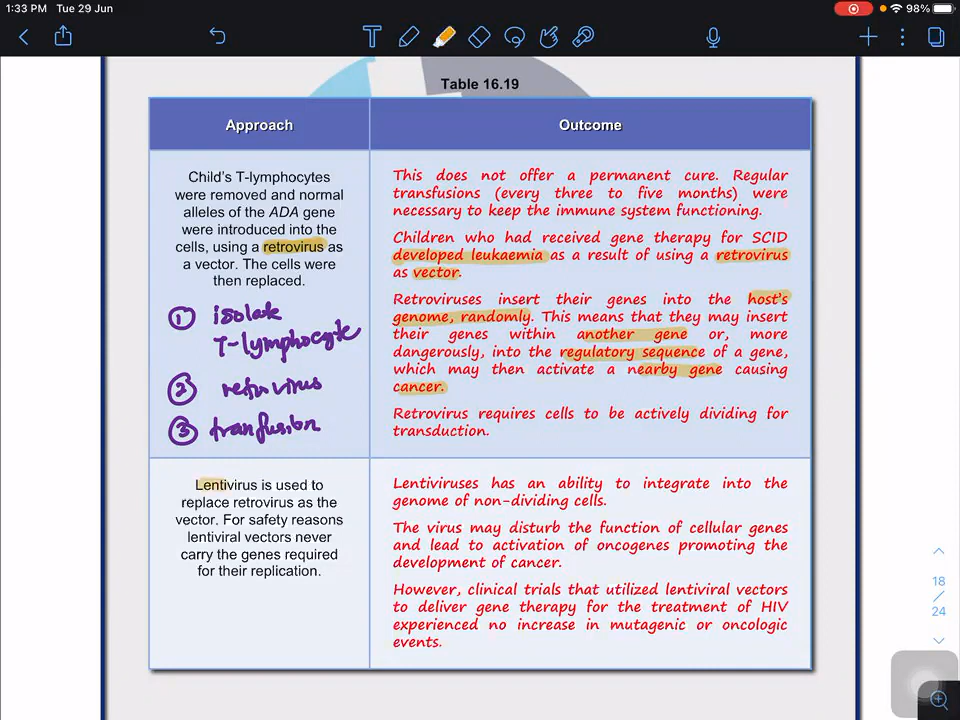 1:33 PM Tue 29 Jun
98%
Table 16.19
Approach
Outcome
Child's T-lymphocytes
were removed and normal
alleles of the ADA gene
were introduced into the
cells, using a retrovirus as
a vector. The cells were
then replaced.
① isolate
T-lymphocyte
② retrovirus
③ transfusion
This does not offer a permanent cure. Regular
transfusions (every three to five months) were
necessary to keep the immune system functioning.
Children who had received gene therapy for SCID
developed leukaemia as a result of using a retrovirus
as vector.
Retroviruses insert their genes into the host's
genome, randomly. This means that they may insert
their genes within another gene or, more
dangerously, into the regulatory sequence of a gene,
which may then activate a nearby gene causing
cancer.
Retrovirus requires cells to be actively dividing for
transduction.
Lentivirus is used to
replace retrovirus as the
vector. For safety reasons
lentiviral vectors never
carry the genes required
for their replication.
Lentiviruses has an ability to integrate into the
genome of non-dividing cells.
The virus may disturb the function of cellular genes
and lead to activation of oncogenes promoting the
development of cancer.
However, clinical trials that utilized lentiviral vectors
to deliver gene therapy for the treatment of HIV
experienced no increase in mutagenic or oncologic
events.
18
/
24